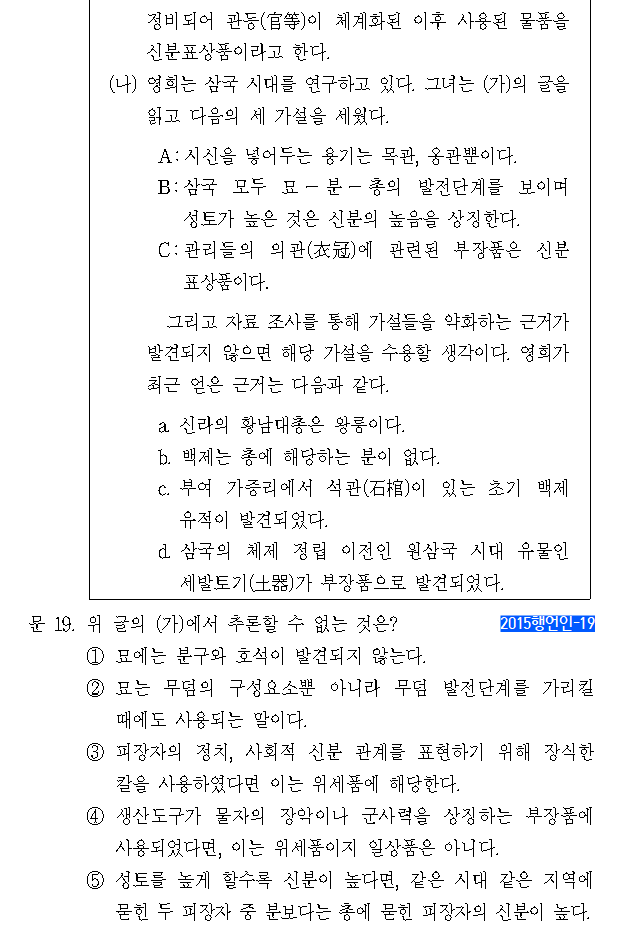 정비되어 관등(官等)이 체계화된 이후 사용된 물품을
신분표상품이라고 한다.
(나) 영희는 삼국 시대를 연구하고 있다. 그녀는 (가)의 글을
읽고 다음의 세 가설을 세웠다.
A : 시신을 넣어두는 용기는 목관, 옹관뿐이다.
B : 삼국 모두 묘－분－총의 발전단계를 보이며
성토가 높은 것은 신분의 높음을 상징한다.
C : 관리들의 의관(衣冠)에 관련된 부장품은 신분
표상품이다.
그리고 자료 조사를 통해 가설들을 약화하는 근거가
발견되지 않으면 해당 가설을 수용할 생각이다. 영희가
최근 얻은 근거는 다음과 같다.
a. 신라의 황남대총은 왕릉이다.
b. 백제는 총에 해당하는 분이 없다.
c. 부여 가증리에서 석관(石棺)이 있는 초기 백제
유적이 발견되었다.
d. 삼국의 체제 정립 이전인 원삼국 시대 유물인
세발토기(土器)가 부장품으로 발견되었다.
문 19. 위 글의 (가)에서 추론할 수 없는 것은? 2015행언인-19
① 묘에는 분구와 호석이 발견되지 않는다.
② 묘는 무덤의 구성요소뿐 아니라 무덤 발전단계를 가리킬
때에도 사용되는 말이다.
③ 피장자의 정치, 사회적 신분 관계를 표현하기 위해 장식한
칼을 사용하였다면 이는 위세품에 해당한다.
④ 생산도구가 물자의 장악이나 군사력을 상징하는 부장품에
사용되었다면, 이는 위세품이지 일상품은 아니다.
⑤ 성토를 높게 할수록 신분이 높다면, 같은 시대 같은 지역에
묻힌 두 피장자 중 분보다는 총에 묻힌 피장자의 신분이 높다.